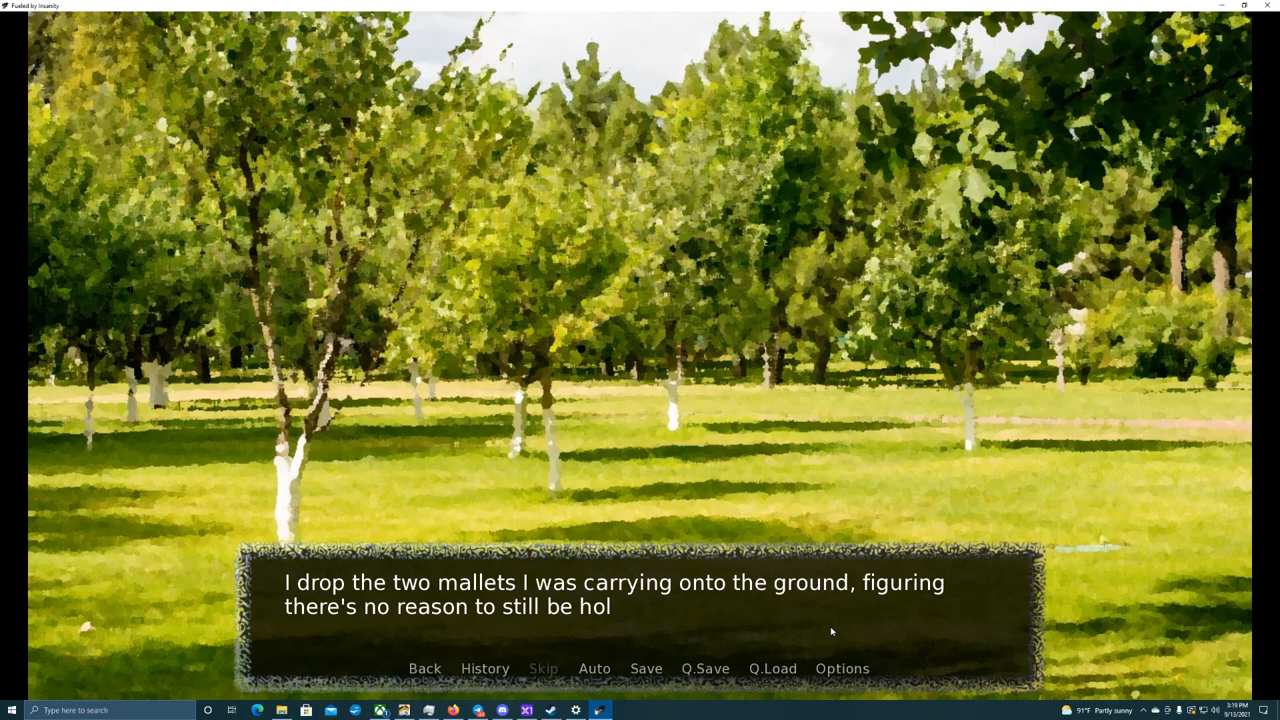 Fueled by Insanity
I drop the two mallets I was carrying onto the ground, figuring
there's no reason to still be hol
Back History Skip Auto Save Q.Save Q.Load Options
Type here to search
91°F Partly sunny
3:19 PM
9/13/2021